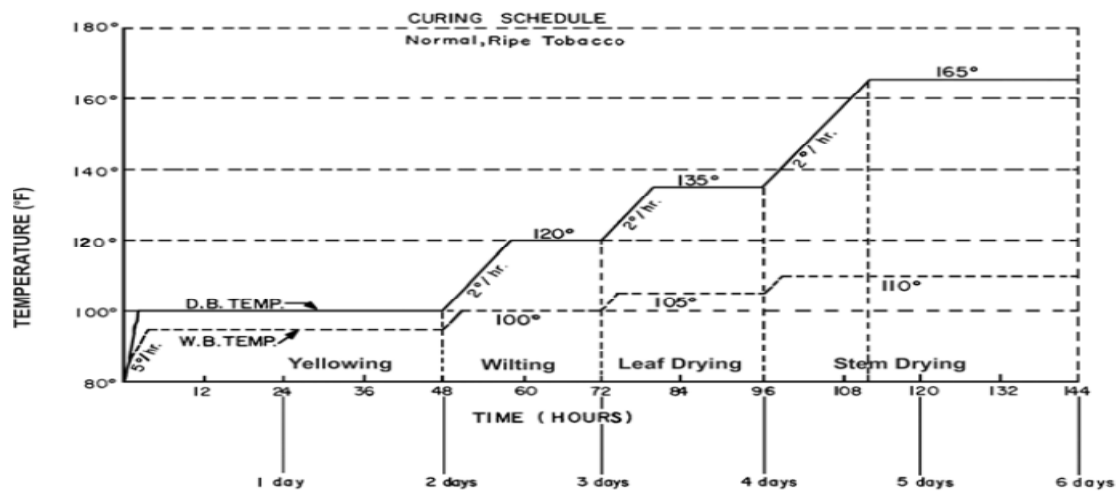 CURING SCHEDULE
Normal, Ripe Tobacco
180°
160°
140°
120°
100°
80°
TEMPERATURE (°F)
165°
2°/hr.
135°
2°/hr.
120°
2°/hr.
110°
105°
100°
D.B. TEMP.
W.B. TEMP.
5°/hr.
Yellowing Wilting Leaf Drying Stem Drying
12 24 36 48 60 72 84 96 108 120 132 144
TIME (HOURS)
1 day 2 days 3 days 4 days 5 days 6 days